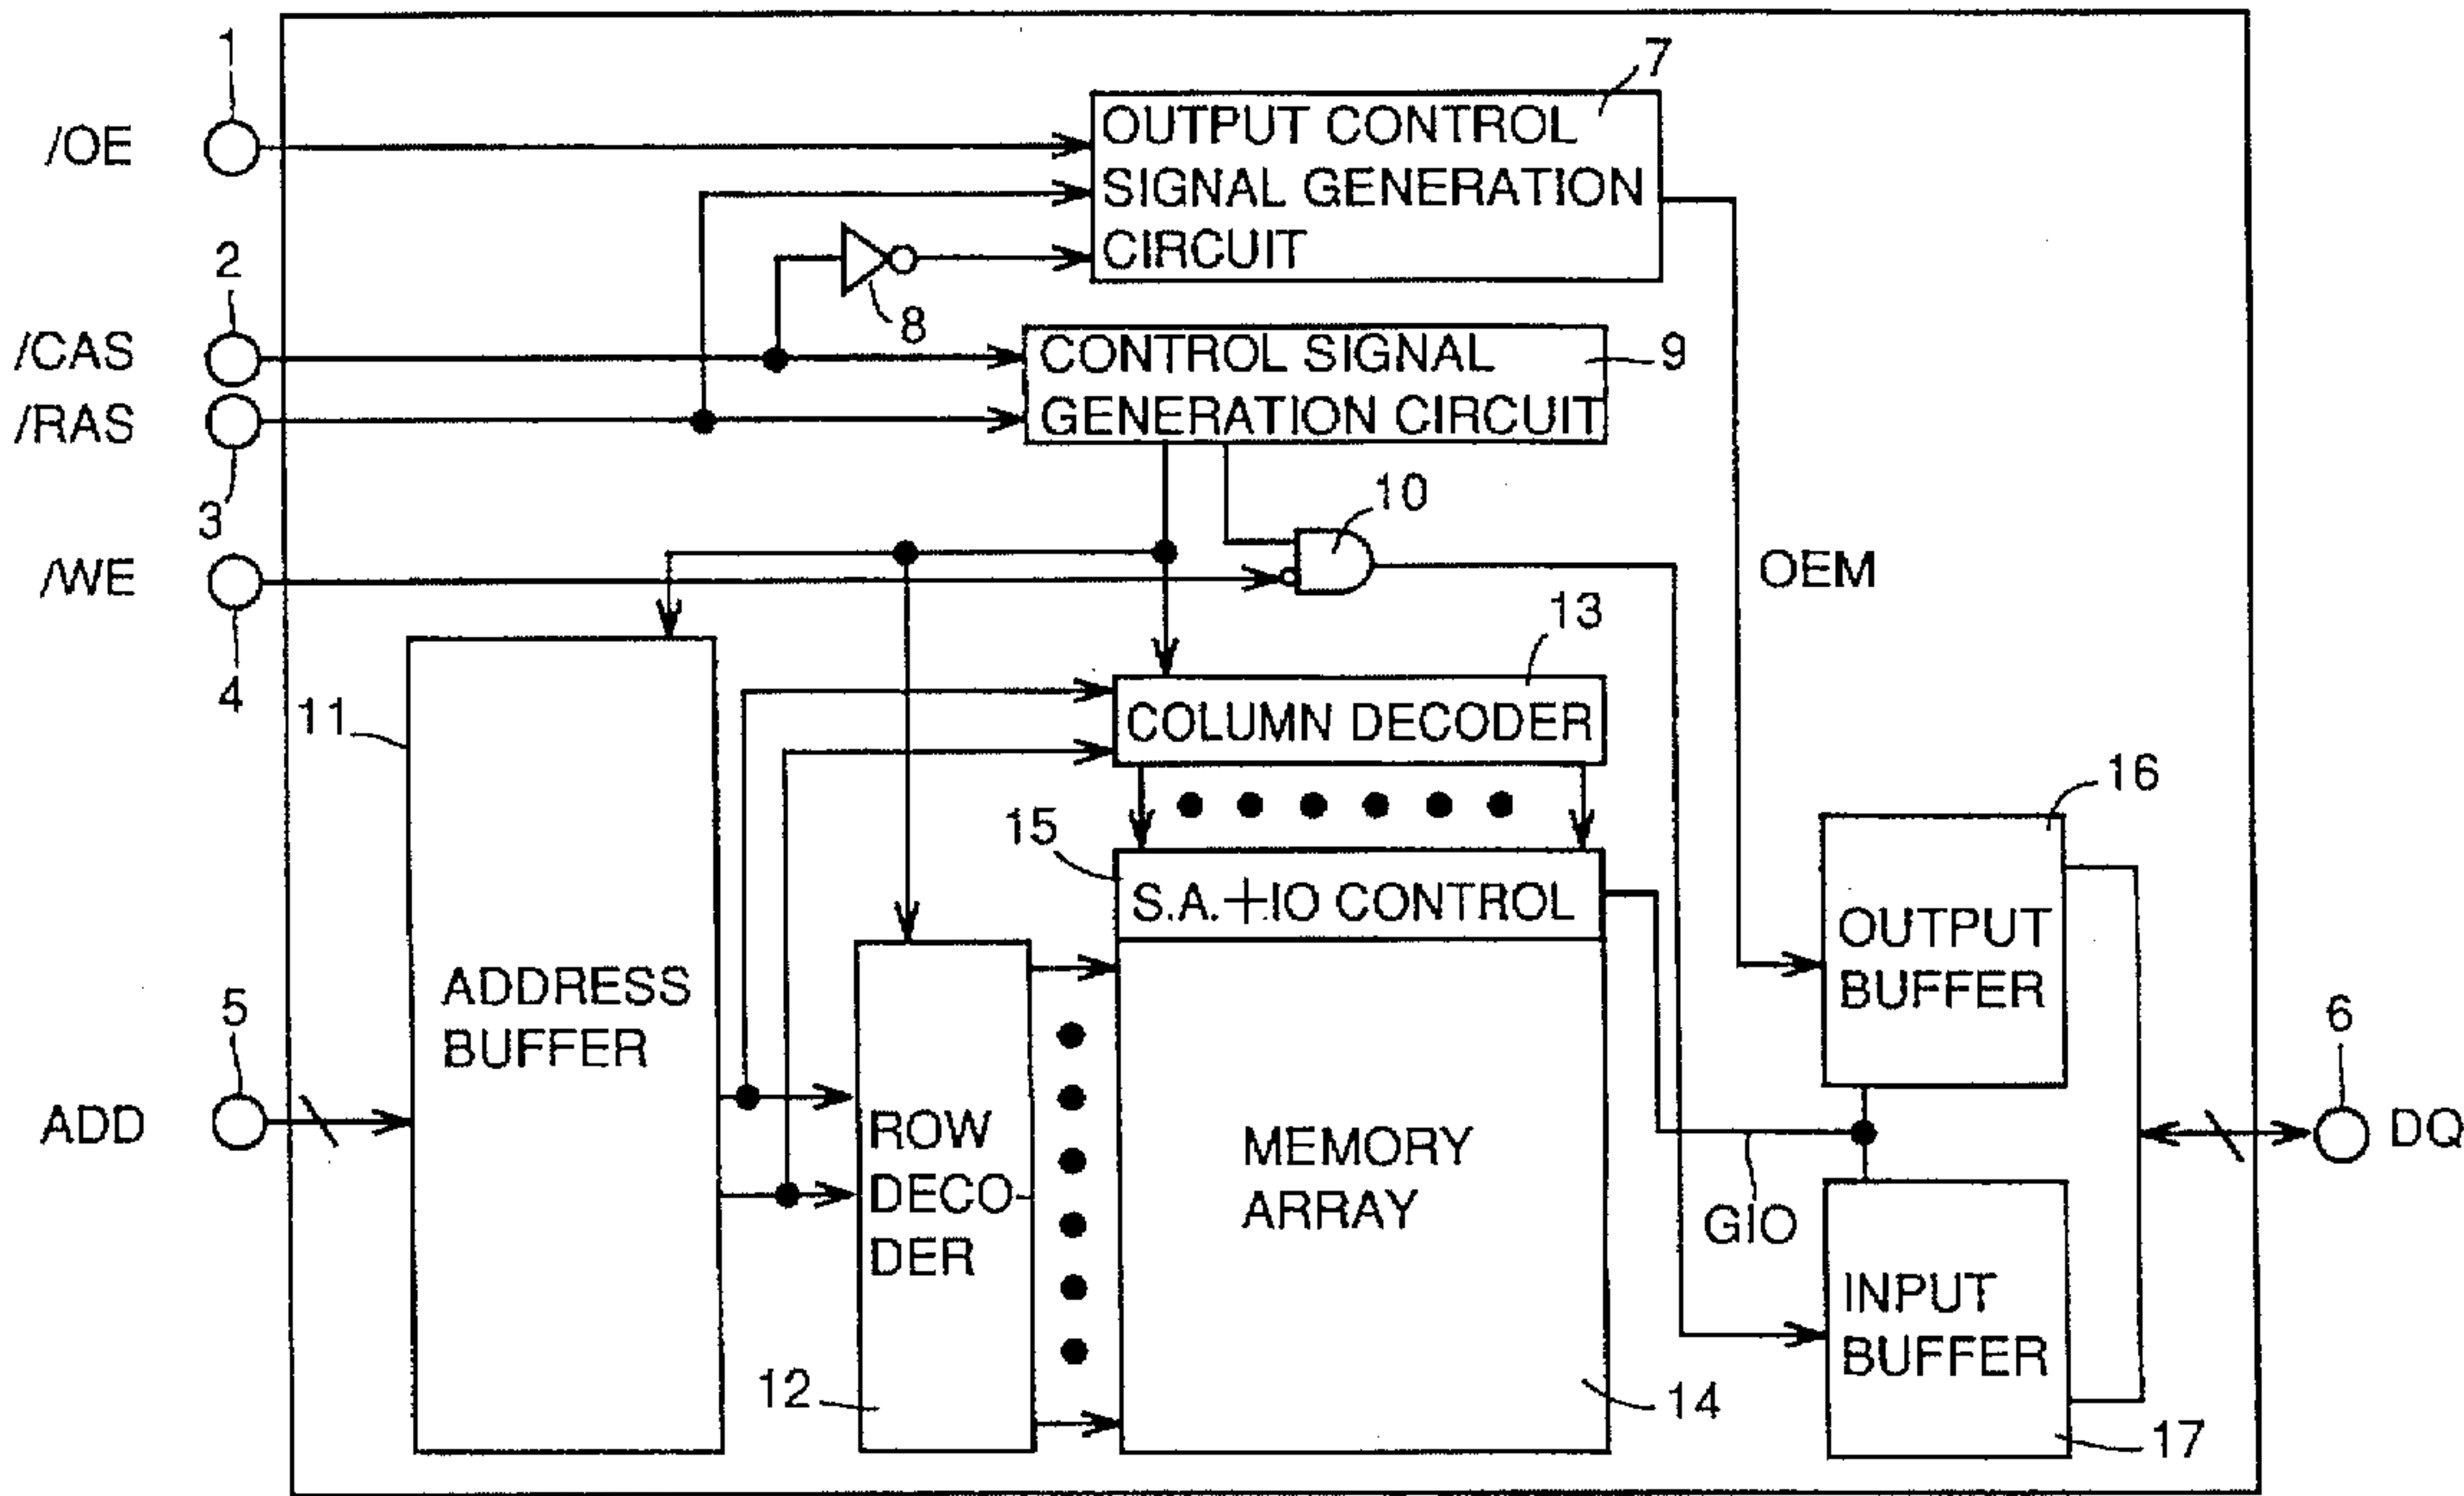 1
7
/OE
OUTPUT CONTROL
SIGNAL GENERATION
CIRCUIT
2
8
/CAS
CONTROL SIGNAL
GENERATION CIRCUIT
9
/RAS
3
10
/WE
OEM
4
13
11
COLUMN DECODER
16
15
S.A.+IO CONTROL
OUTPUT
BUFFER
ADDRESS
BUFFER
5
6
ADD
ROW
DECO-
DER
MEMORY
ARRAY
DQ
GIO
INPUT
BUFFER
12
14
17